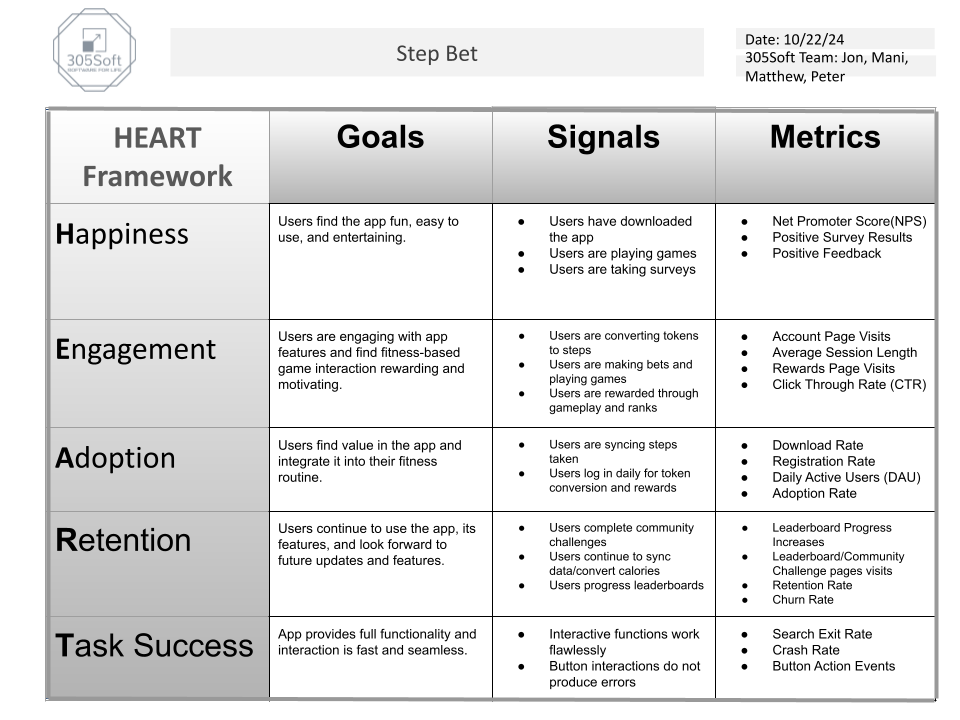 305Soft
SOFTWARE FOR LIFE
Step Bet
Date: 10/22/24
305Soft Team: Jon, Mani,
Matthew, Peter
HEART
Framework
Goals
Signals
Metrics
Happiness
Users find the app fun, easy to
use, and entertaining.
● Users have downloaded
the app
● Users are playing games
● Users are taking surveys
● Net Promoter Score(NPS)
● Positive Survey Results
● Positive Feedback
Engagement
Users are engaging with app
features and find fitness-based
game interaction rewarding and
motivating.
● Users are converting tokens
to steps
● Users are making bets and
playing games
● Users are rewarded through
gameplay and ranks
● Account Page Visits
● Average Session Length
● Rewards Page Visits
● Click Through Rate (CTR)
Adoption
Users find value in the app and
integrate it into their fitness
routine.
● Users are syncing steps
taken
● Users log in daily for token
conversion and rewards
● Download Rate
● Registration Rate
● Daily Active Users (DAU)
● Adoption Rate
Retention
Users continue to use the app, its
features, and look forward to
future updates and features.
● Users complete community
challenges
● Users continue to sync
data/convert calories
● Users progress leaderboards
● Leaderboard Progress
Increases
● Leaderboard/Community
Challenge pages visits
● Retention Rate
● Churn Rate
Task Success
App provides full functionality and
interaction is fast and seamless.
● Interactive functions work
flawlessly
● Button interactions do not
produce errors
● Search Exit Rate
● Crash Rate
● Button Action Events